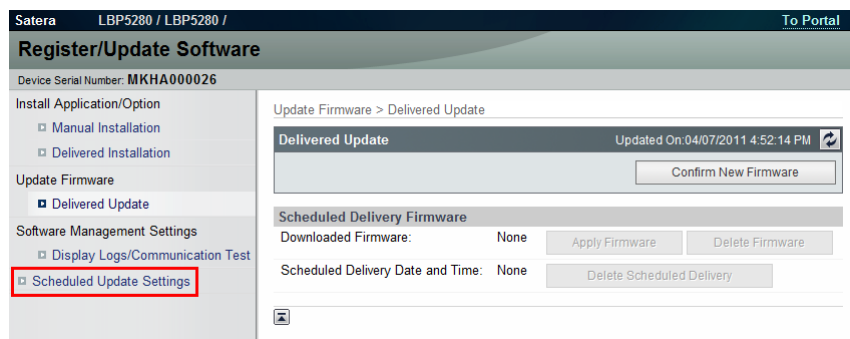 Satera LBP5280 / LBP5280 / To Portal
Register/Update Software
Device Serial Number: MKHA000026
Install Application/Option
Manual Installation
Delivered Installation
Update Firmware
Delivered Update
Software Management Settings
Display Logs/Communication Test
Scheduled Update Settings
Update Firmware > Delivered Update
Delivered Update Updated On:04/07/2011 4:52:14 PM
Confirm New Firmware
Scheduled Delivery Firmware
Downloaded Firmware: None Apply Firmware Delete Firmware
Scheduled Delivery Date and Time: None Delete Scheduled Delivery